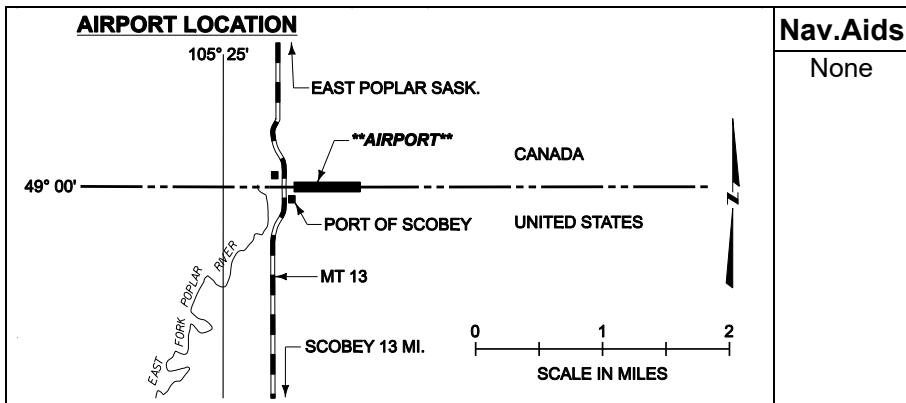 AIRPORT LOCATION
Nav.Aids
None
105° 25'
EAST POPLAR SASK.
**AIRPORT**
CANADA
49° 00'
N
UNITED STATES
PORT OF SCOBEY
EAST FORK POPLAR RIVER
MT 13
SCOBEY 13 MI.
0 1 2
SCALE IN MILES